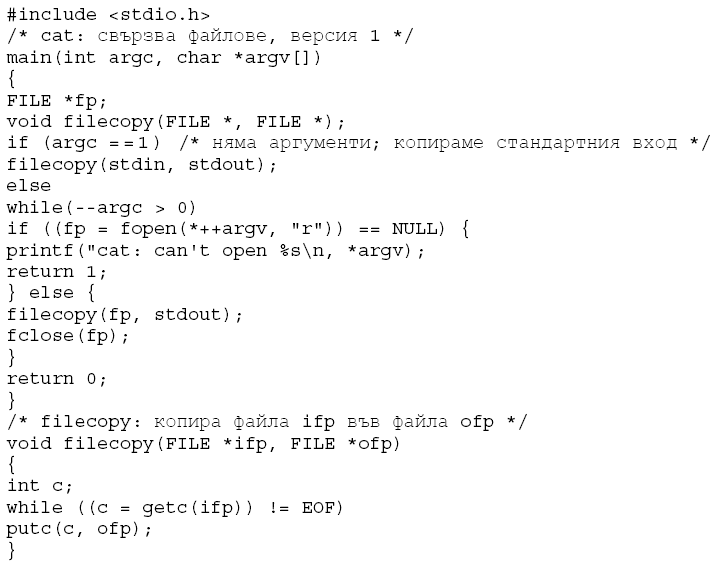 #include <stdio.h>
/* cat: свързва файлове, версия 1 */
main(int argc, char *argv[])
{
FILE *fp;
void filecopy(FILE *, FILE *);
if (argc ==1) /* няма аргументи; копираме стандартния вход */
filecopy(stdin, stdout);
else
while(--argc > 0)
if ((fp = fopen(*++argv, "r")) == NULL) {
printf("cat: can't open %s\n, *argv);
return 1;
} else {
filecopy(fp, stdout);
fclose(fp);
}
return 0;
}
/* filecopy: копира файла ifp във файла ofp */
void filecopy(FILE *ifp, FILE *ofp)
{
int c;
while ((c = getc(ifp)) != EOF)
putc(c, ofp);
}